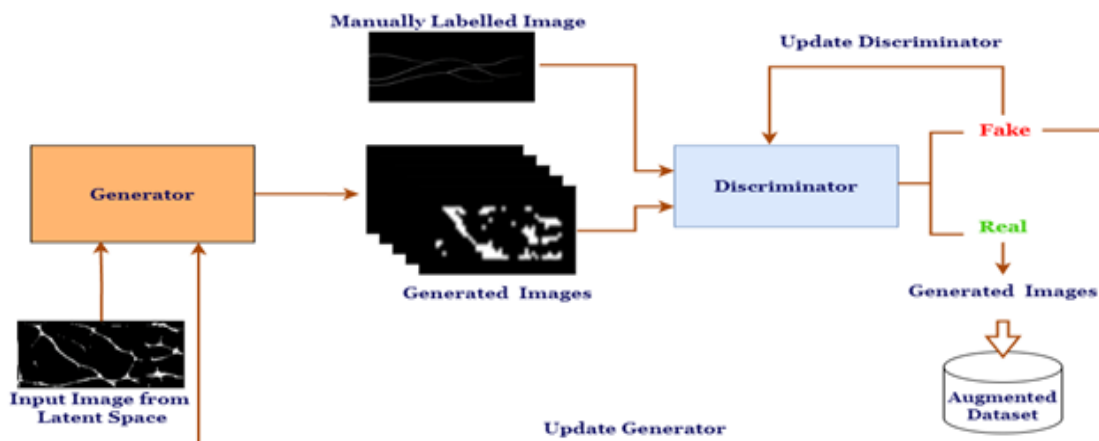 Manually Labelled Image
Update Discriminator
Fake
Generator
Discriminator
Real
Generated Images
Generated Images
Input Image from
Latent Space
Augmented
Dataset
Update Generator